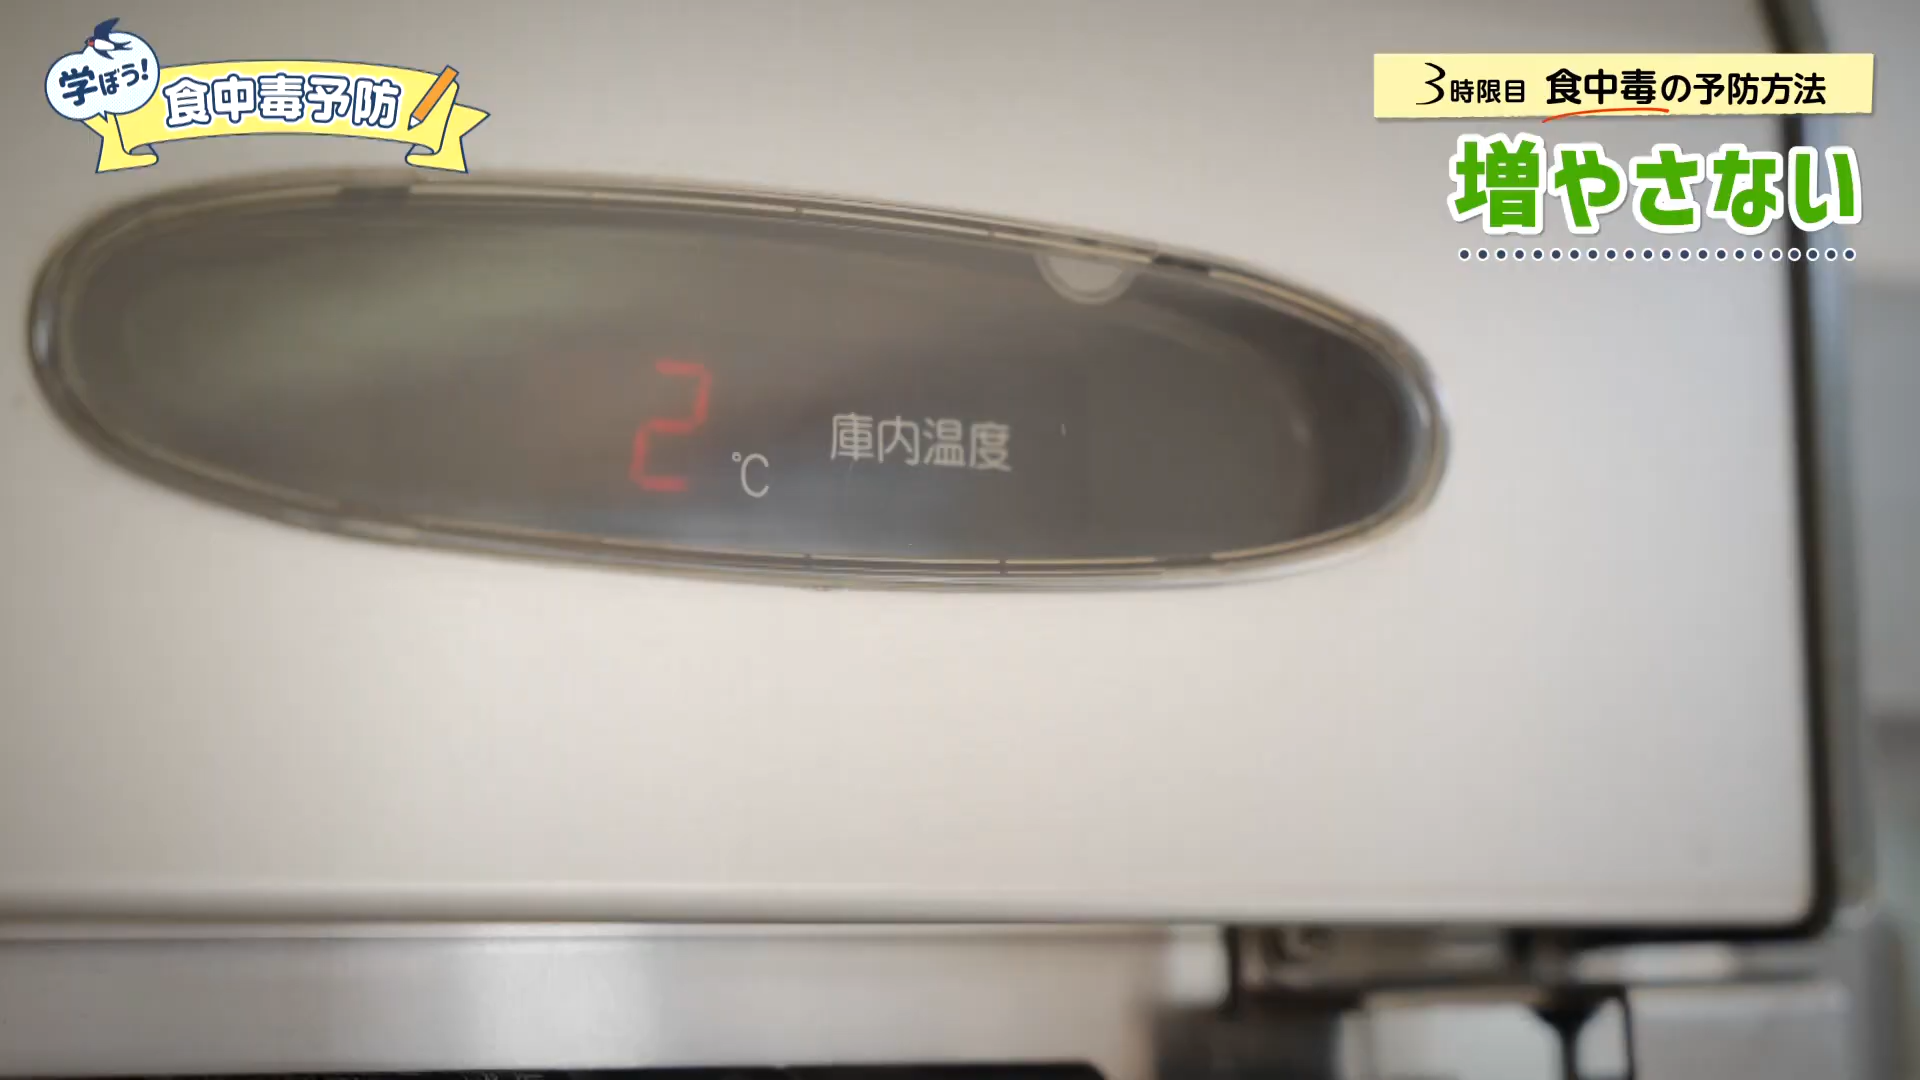 学ぼう!
食中毒予防
3時限目 食中毒の予防方法
増やさない
2℃ 庫内温度